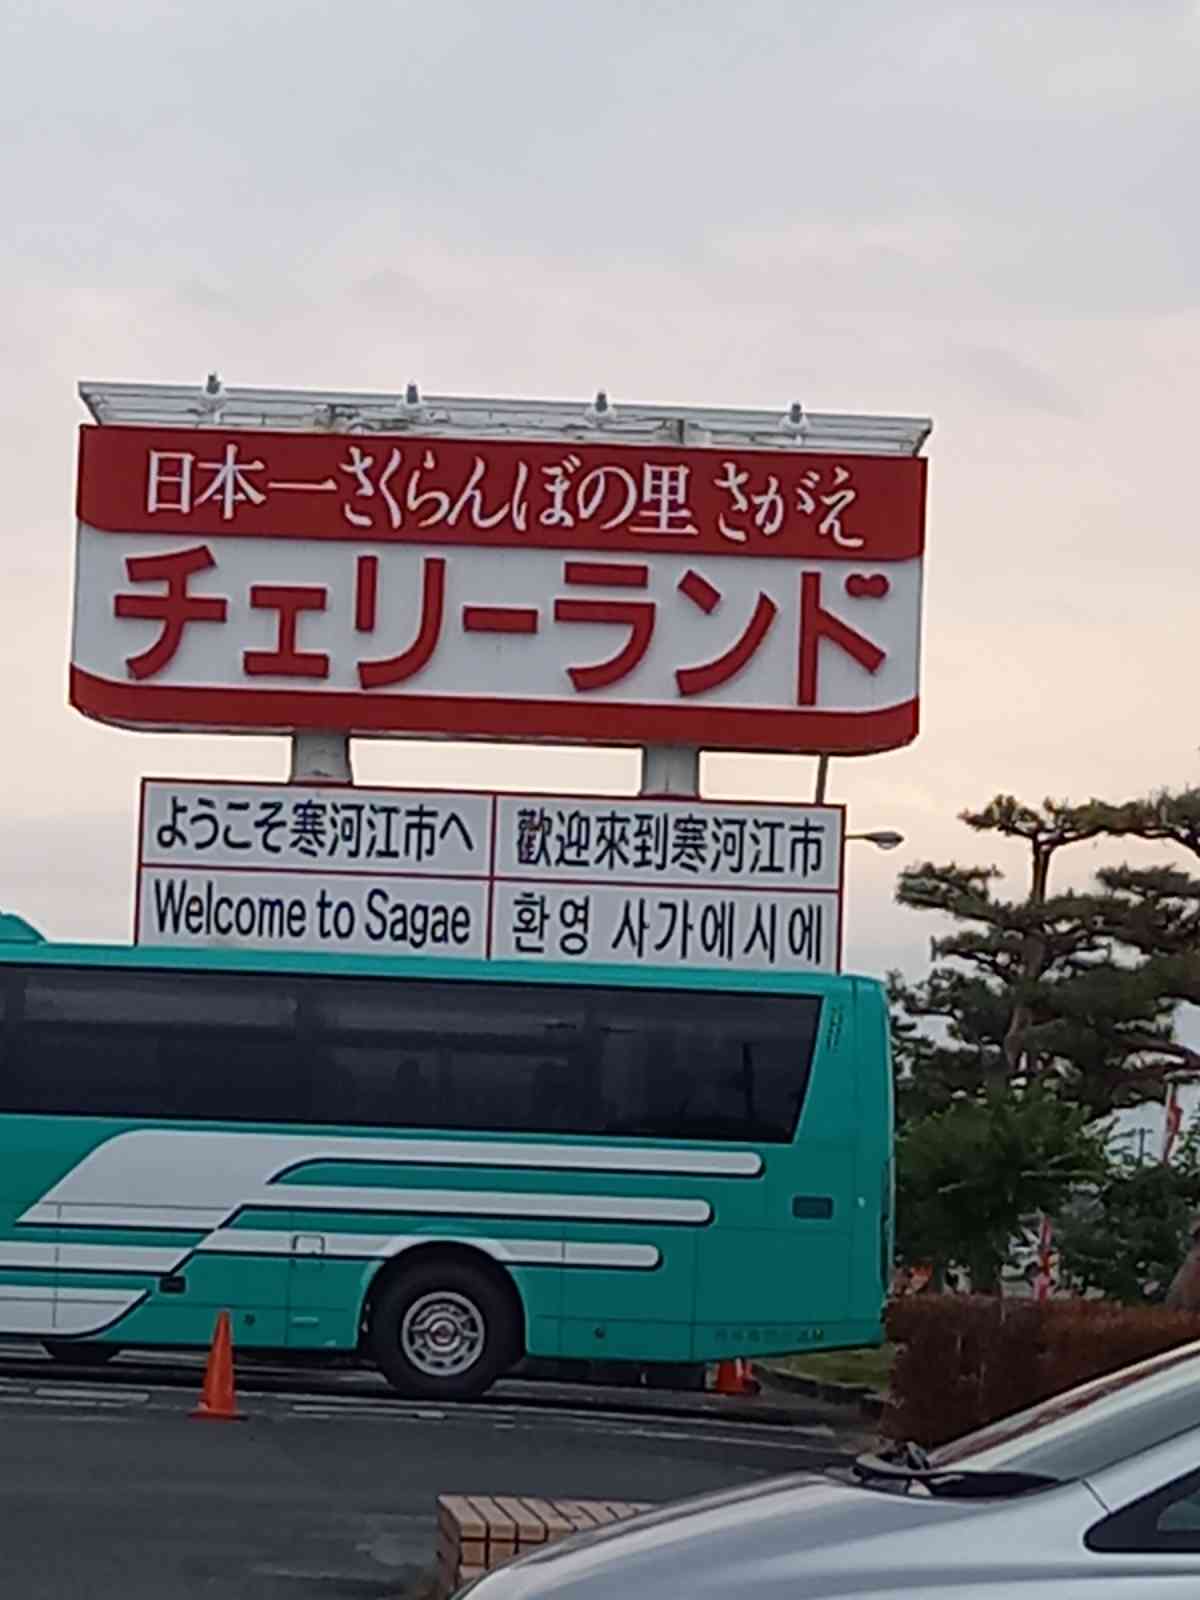 日本一さくらんぼの里 さがえ
チェリーランド
ようこそ寒河江市へ
歡迎來到寒河江市
Welcome to Sagae
환영 사가에시에